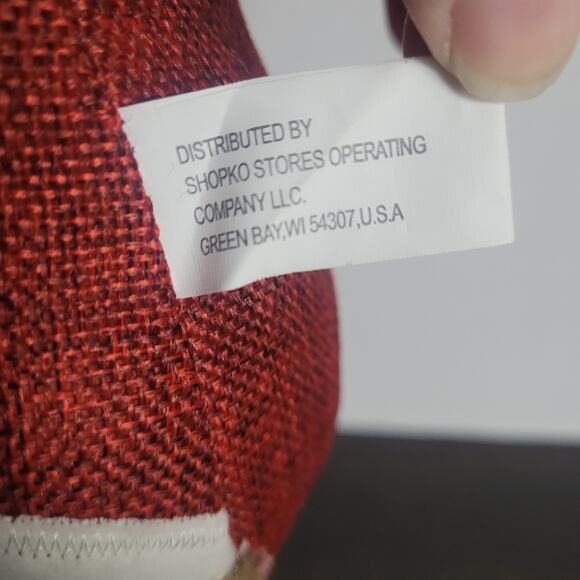 DISTRIBUTED BY
SHOPKO STORES OPERATING
COMPANY LLC.
GREEN BAY,WI 54307,U.S.A